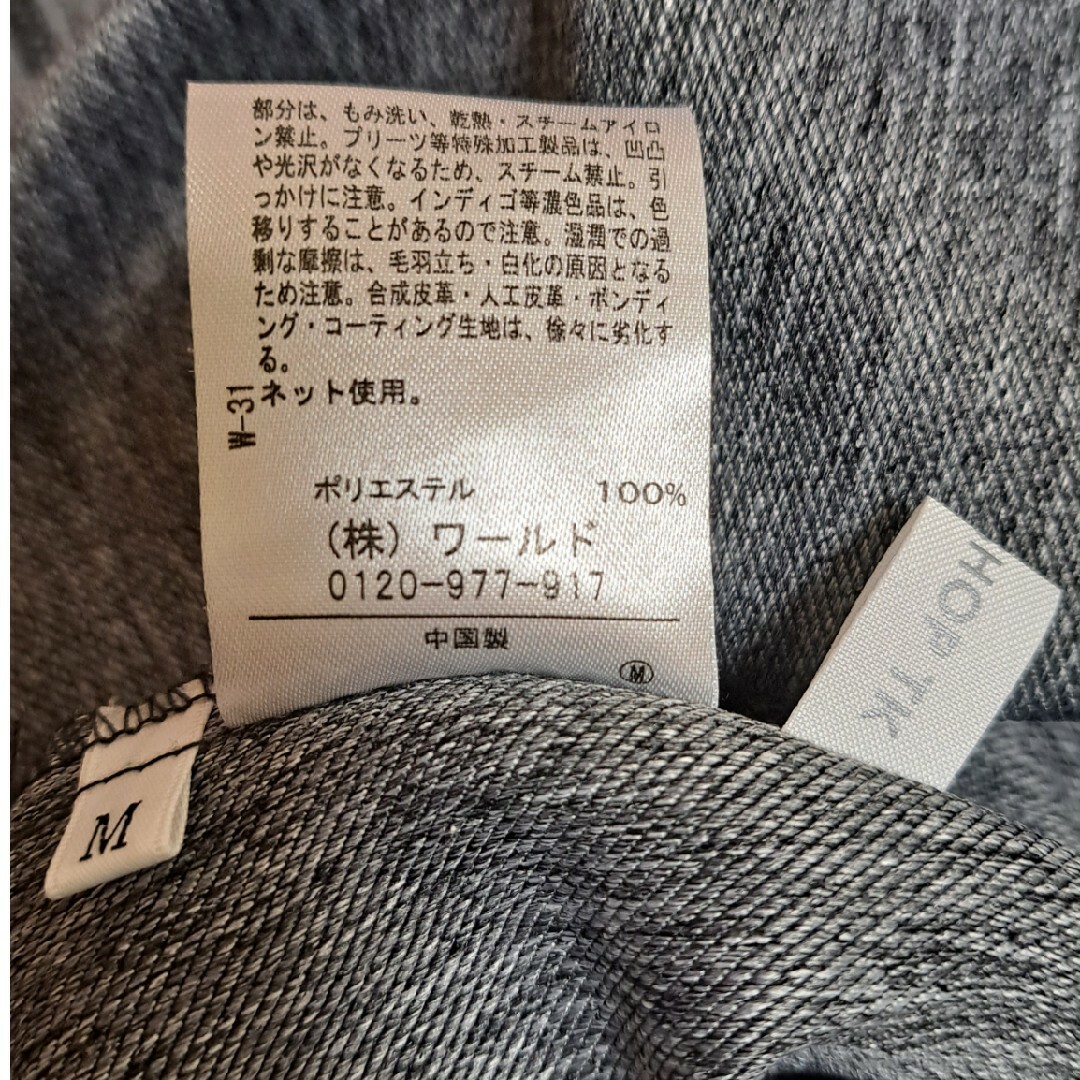 部分は、もみ洗い、乾熱・スチームアイロ
ン禁止。プリーツ等特殊加工製品は、凹凸
や光沢がなくなるため、スチーム禁止。引
っかけに注意。インディゴ等濃色品は、色
移りすることがあるので注意。湿潤での過
剰な摩擦は、毛羽立ち・白化の原因となる
ため注意。合成皮革・人工皮革・ボンディ
ング・コーティング生地は、徐々に劣化す
る。
ネット使用。
W-31
ポリエステル 100%
(株) ワールド
0120-977-917
中国製
M
M
HOP TK